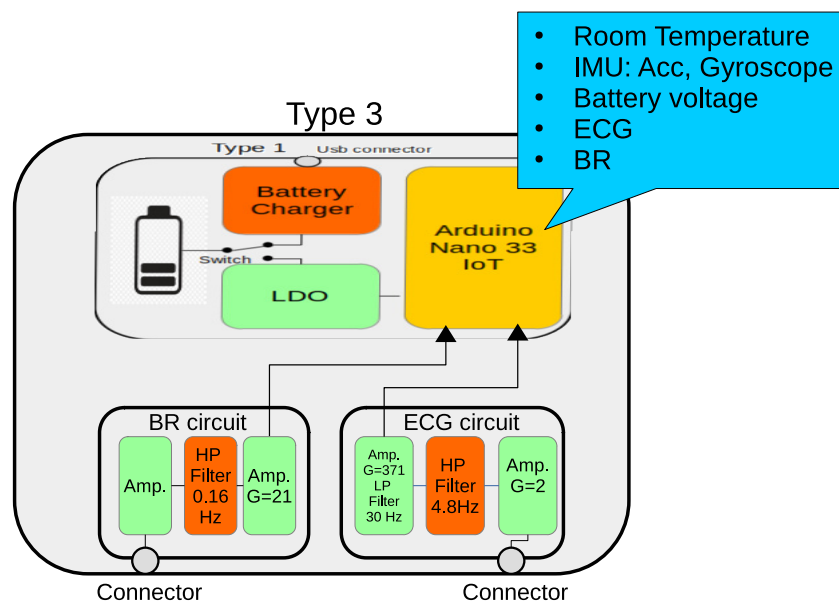 • Room Temperature
• IMU: Acc, Gyroscope
• Battery voltage
• ECG
• BR
Type 3
Type 1
Usb connector
Battery
Charger
Arduino
Nano 33
IoT
Switch
LDO
BR circuit
Amp.
HP
Filter
0.16
Hz
Amp.
G=21
ECG circuit
Amp.
G=371
LP
Filter
30 Hz
HP
Filter
4.8Hz
Amp.
G=2
Connector
Connector